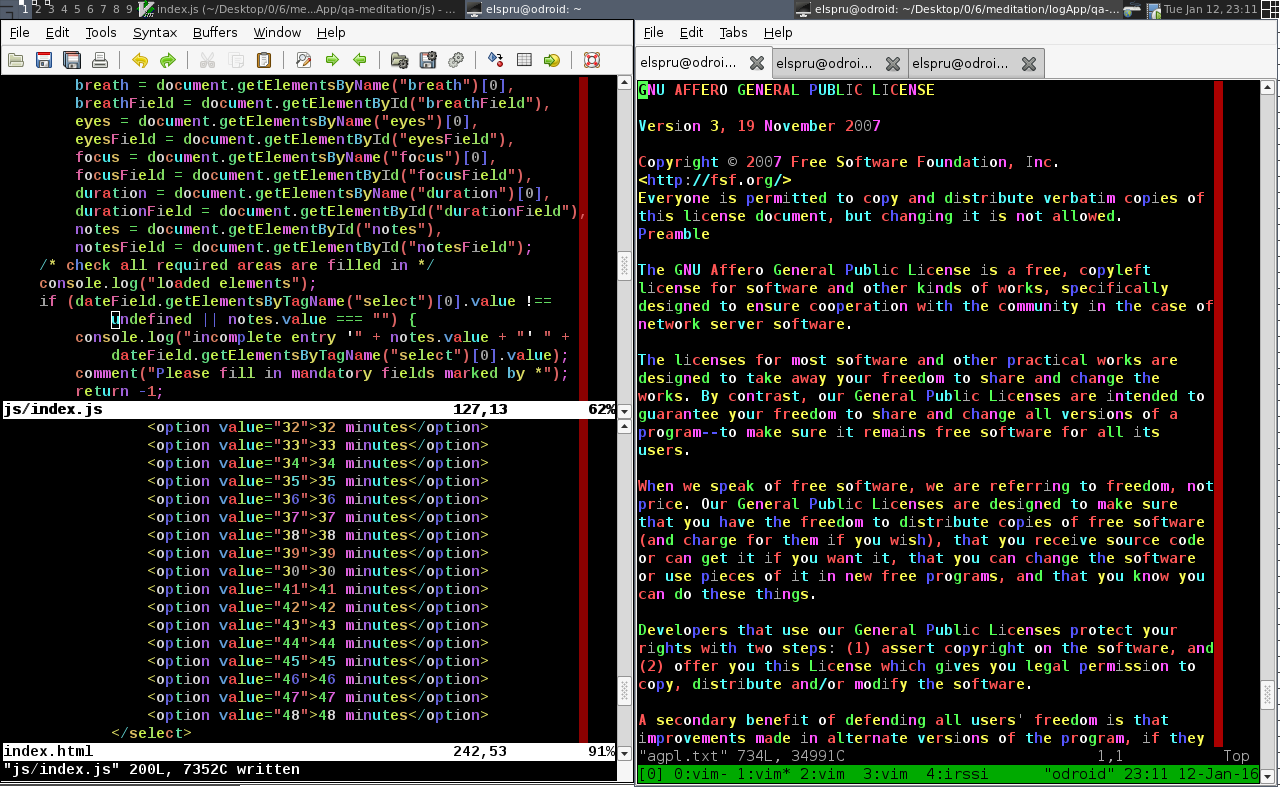 1 2 3 4 5 6 7 8 9
index.js (~/Desktop/0/6/me...App/qa-meditation/js) - ...
elspru@odroid: ~
elspru@odroid: ~/Desktop/0/6/meditation/logApp/qa-...
Tue Jan 12, 23:11
File Edit Tools Syntax Buffers Window Help
breath = document.getElementsByName("breath")[0],
breathField = document.getElementById("breathField"),
eyes = document.getElementsByName("eyes")[0],
eyesField = document.getElementById("eyesField"),
focus = document.getElementsByName("focus")[0],
focusField = document.getElementById("focusField"),
duration = document.getElementsByName("duration")[0],
durationField = document.getElementById("durationField"),
notes = document.getElementById("notes"),
notesField = document.getElementById("notesField");
/* check all required areas are filled in */
console.log("loaded elements");
if (dateField.getElementsByTagName("select")[0].value !==
undefined || notes.value === "") {
console.log("incomplete entry '" + notes.value + "' " +
dateField.getElementsByTagName("select")[0].value);
comment("Please fill in mandatory fields marked by *");
return -1;
js/index.js 127,13 62%
<option value="32">32 minutes</option>
<option value="33">33 minutes</option>
<option value="34">34 minutes</option>
<option value="35">35 minutes</option>
<option value="36">36 minutes</option>
<option value="37">37 minutes</option>
<option value="38">38 minutes</option>
<option value="39">39 minutes</option>
<option value="30">30 minutes</option>
<option value="41">41 minutes</option>
<option value="42">42 minutes</option>
<option value="43">43 minutes</option>
<option value="44">44 minutes</option>
<option value="45">45 minutes</option>
<option value="46">46 minutes</option>
<option value="47">47 minutes</option>
<option value="48">48 minutes</option>
</select>
index.html 242,53 91%
"js/index.js" 200L, 7352C written
File Edit Tabs Help
elspru@odroi... elspru@odroi... elspru@odroi...
GNU AFFERO GENERAL PUBLIC LICENSE
Version 3, 19 November 2007
Copyright © 2007 Free Software Foundation, Inc.
<http://fsf.org/>
Everyone is permitted to copy and distribute verbatim copies of
this license document, but changing it is not allowed.
Preamble
The GNU Affero General Public License is a free, copyleft
license for software and other kinds of works, specifically
designed to ensure cooperation with the community in the case of
network server software.
The licenses for most software and other practical works are
designed to take away your freedom to share and change the
works. By contrast, our General Public Licenses are intended to
guarantee your freedom to share and change all versions of a
program--to make sure it remains free software for all its
users.
When we speak of free software, we are referring to freedom, not
price. Our General Public Licenses are designed to make sure
that you have the freedom to distribute copies of free software
(and charge for them if you wish), that you receive source code
or can get it if you want it, that you can change the software
or use pieces of it in new free programs, and that you know you
can do these things.
Developers that use our General Public Licenses protect your
rights with two steps: (1) assert copyright on the software, and
(2) offer you this License which gives you legal permission to
copy, distribute and/or modify the software.
A secondary benefit of defending all users' freedom is that
improvements made in alternate versions of the program, if they
"agpl.txt" 734L, 34991C 1,1 Top
[0] 0:vim- 1:vim* 2:vim 3:vim 4:irssi "odroid" 23:11 12-Jan-16